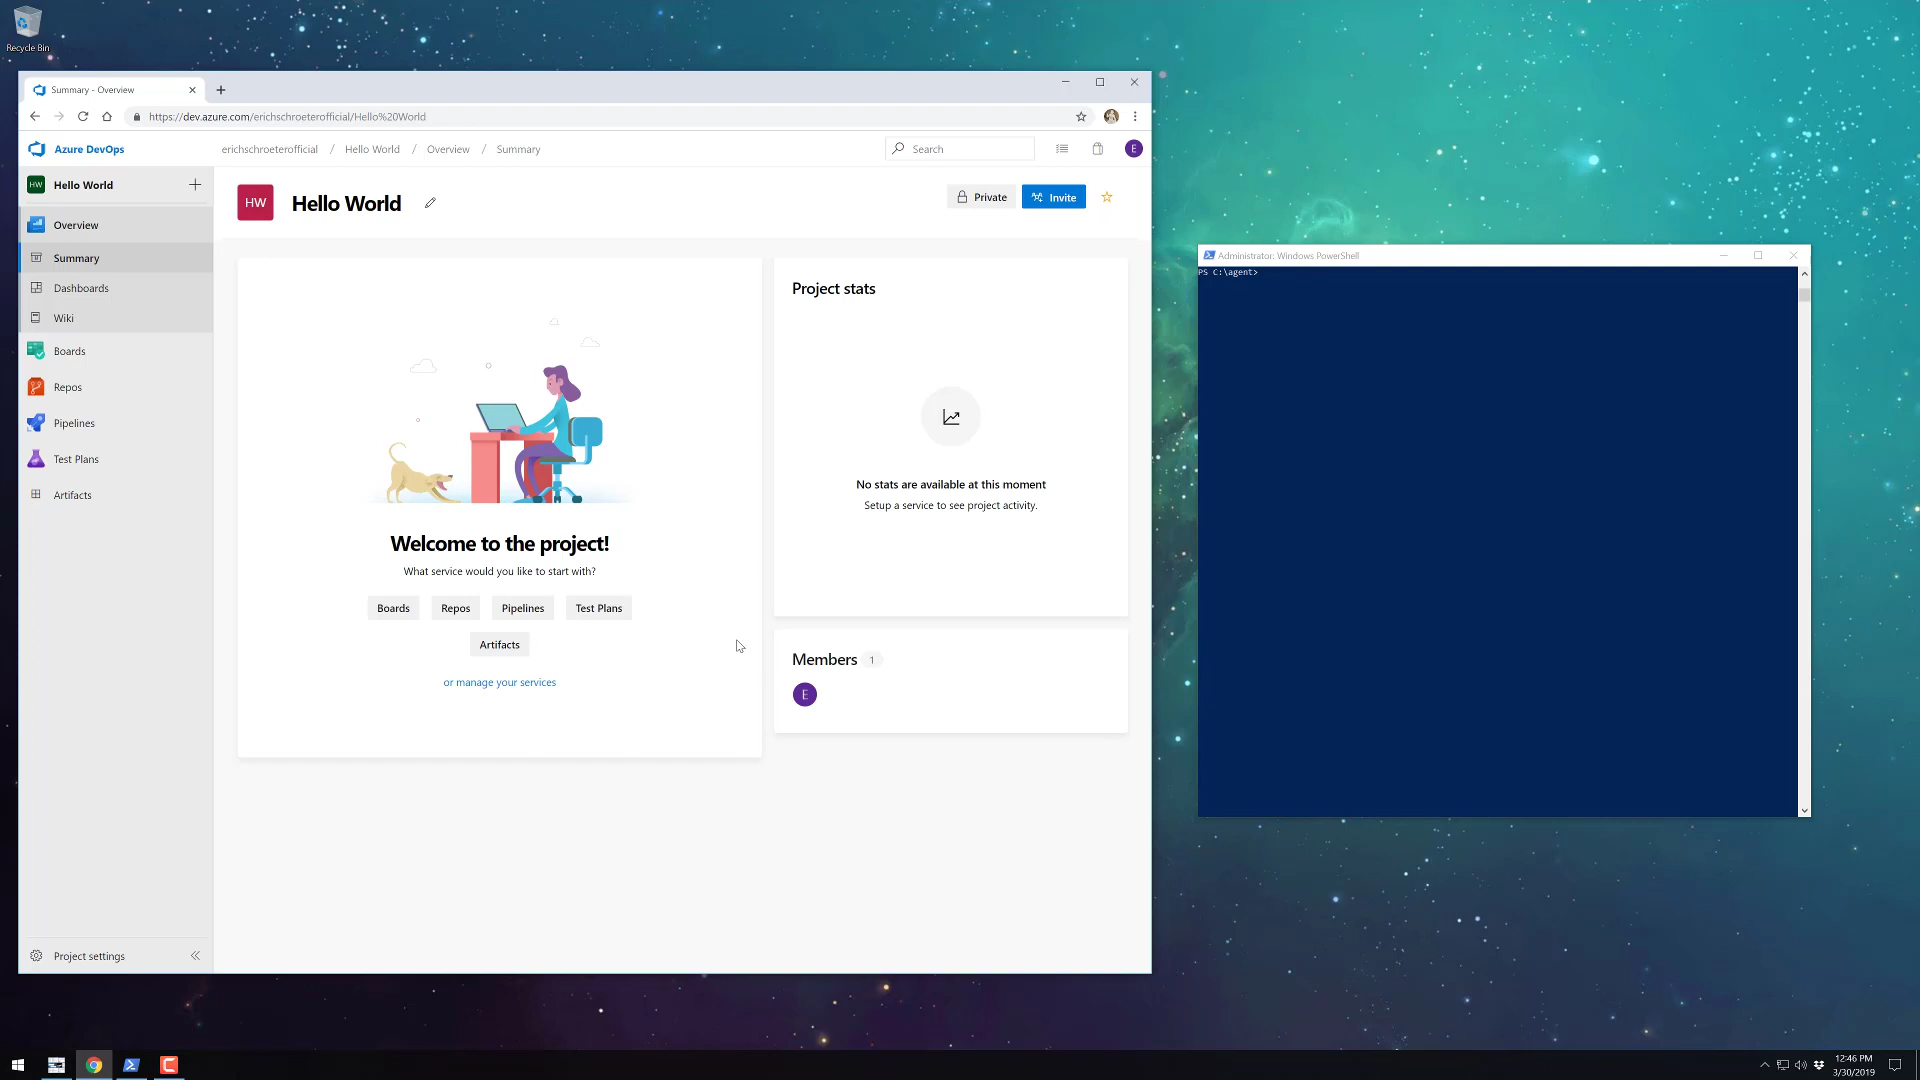 Recycle Bin
Summary - Overview
https://dev.azure.com/erichschroeterofficial/Hello%20World
Azure DevOps
erichschroeterofficial / Hello World / Overview / Summary
Search
E
HW Hello World
Overview
Summary
Dashboards
Wiki
Boards
Repos
Pipelines
Test Plans
Artifacts
Project settings
HW Hello World
Private
Invite
Welcome to the project!
What service would you like to start with?
Boards Repos Pipelines Test Plans
Artifacts
or manage your services
Project stats
No stats are available at this moment
Setup a service to see project activity.
Members 1
E
Administrator: Windows PowerShell
PS C:\agent>
12:46 PM
3/30/2019